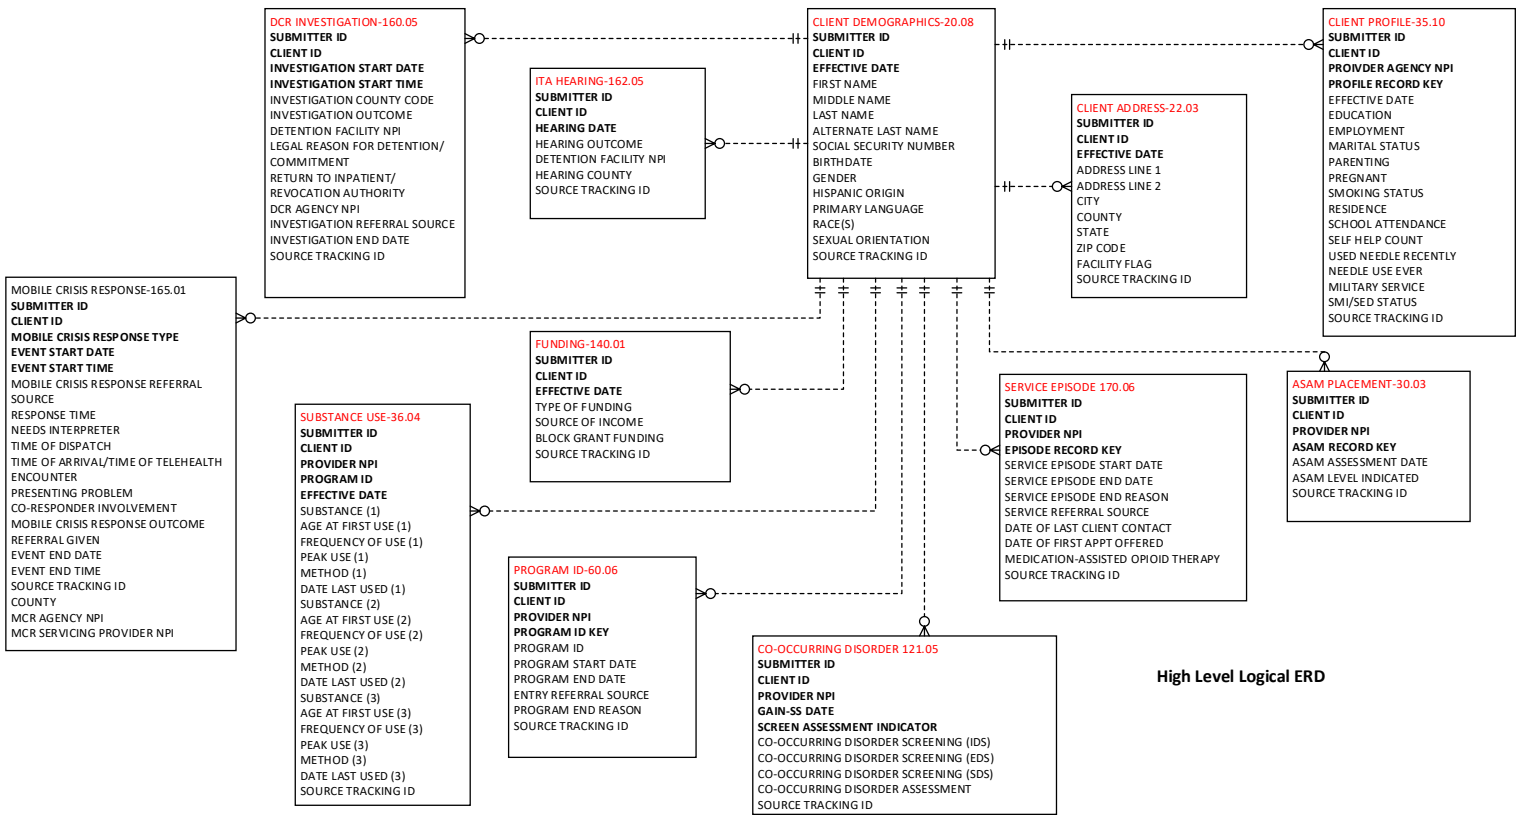 DCR INVESTIGATION-160.05
SUBMITTER ID
CLIENT ID
INVESTIGATION START DATE
INVESTIGATION START TIME
INVESTIGATION COUNTY CODE
INVESTIGATION OUTCOME
DETENTION FACILITY NPI
LEGAL REASON FOR DETENTION/
COMMITMENT
RETURN TO INPATIENT/
REVOCATION AUTHORITY
DCR AGENCY NPI
INVESTIGATION REFERRAL SOURCE
INVESTIGATION END DATE
SOURCE TRACKING ID
ITA HEARING-162.05
SUBMITTER ID
CLIENT ID
HEARING DATE
HEARING OUTCOME
DETENTION FACILITY NPI
HEARING COUNTY
SOURCE TRACKING ID
CLIENT DEMOGRAPHICS-20.08
SUBMITTER ID
CLIENT ID
EFFECTIVE DATE
FIRST NAME
MIDDLE NAME
LAST NAME
ALTERNATE LAST NAME
SOCIAL SECURITY NUMBER
BIRTHDATE
GENDER
HISPANIC ORIGIN
PRIMARY LANGUAGE
RACE(S)
SEXUAL ORIENTATION
SOURCE TRACKING ID
CLIENT ADDRESS-22.03
SUBMITTER ID
CLIENT ID
EFFECTIVE DATE
ADDRESS LINE 1
ADDRESS LINE 2
CITY
COUNTY
STATE
ZIP CODE
FACILITY FLAG
SOURCE TRACKING ID
CLIENT PROFILE-35.10
SUBMITTER ID
CLIENT ID
PROIVDER AGENCY NPI
PROFILE RECORD KEY
EFFECTIVE DATE
EDUCATION
EMPLOYMENT
MARITAL STATUS
PARENTING
PREGNANT
SMOKING STATUS
RESIDENCE
SCHOOL ATTENDANCE
SELF HELP COUNT
USED NEEDLE RECENTLY
NEEDLE USE EVER
MILITARY SERVICE
SMI/SED STATUS
SOURCE TRACKING ID
MOBILE CRISIS RESPONSE-165.01
SUBMITTER ID
CLIENT ID
MOBILE CRISIS RESPONSE TYPE
EVENT START DATE
EVENT START TIME
MOBILE CRISIS RESPONSE REFERRAL
SOURCE
RESPONSE TIME
NEEDS INTERPRETER
TIME OF DISPATCH
TIME OF ARRIVAL/TIME OF TELEHEALTH
ENCOUNTER
PRESENTING PROBLEM
CO-RESPONDER INVOLVEMENT
MOBILE CRISIS RESPONSE OUTCOME
REFERRAL GIVEN
EVENT END DATE
EVENT END TIME
SOURCE TRACKING ID
COUNTY
MCR AGENCY NPI
MCR SERVICING PROVIDER NPI
SUBSTANCE USE-36.04
SUBMITTER ID
CLIENT ID
PROVIDER NPI
PROGRAM ID
EFFECTIVE DATE
SUBSTANCE (1)
AGE AT FIRST USE (1)
FREQUENCY OF USE (1)
PEAK USE (1)
METHOD (1)
DATE LAST USED (1)
SUBSTANCE (2)
AGE AT FIRST USE (2)
FREQUENCY OF USE (2)
PEAK USE (2)
METHOD (2)
DATE LAST USED (2)
SUBSTANCE (3)
AGE AT FIRST USE (3)
FREQUENCY OF USE (3)
PEAK USE (3)
METHOD (3)
DATE LAST USED (3)
SOURCE TRACKING ID
FUNDING-140.01
SUBMITTER ID
CLIENT ID
EFFECTIVE DATE
TYPE OF FUNDING
SOURCE OF INCOME
BLOCK GRANT FUNDING
SOURCE TRACKING ID
PROGRAM ID-60.06
SUBMITTER ID
CLIENT ID
PROVIDER NPI
PROGRAM ID KEY
PROGRAM ID
PROGRAM START DATE
PROGRAM END DATE
ENTRY REFERRAL SOURCE
PROGRAM END REASON
SOURCE TRACKING ID
CO-OCCURRING DISORDER 121.05
SUBMITTER ID
CLIENT ID
PROVIDER NPI
GAIN-SS DATE
SCREEN ASSESSMENT INDICATOR
CO-OCCURRING DISORDER SCREENING (IDS)
CO-OCCURRING DISORDER SCREENING (EDS)
CO-OCCURRING DISORDER SCREENING (SDS)
CO-OCCURRING DISORDER ASSESSMENT
SOURCE TRACKING ID
SERVICE EPISODE 170.06
SUBMITTER ID
CLIENT ID
PROVIDER NPI
EPISODE RECORD KEY
SERVICE EPISODE START DATE
SERVICE EPISODE END DATE
SERVICE EPISODE END REASON
SERVICE REFERRAL SOURCE
DATE OF LAST CLIENT CONTACT
DATE OF FIRST APPT OFFERED
MEDICATION-ASSISTED OPIOID THERAPY
SOURCE TRACKING ID
ASAM PLACEMENT-30.03
SUBMITTER ID
CLIENT ID
PROVIDER NPI
ASAM RECORD KEY
ASAM ASSESSMENT DATE
ASAM LEVEL INDICATED
SOURCE TRACKING ID
High Level Logical ERD